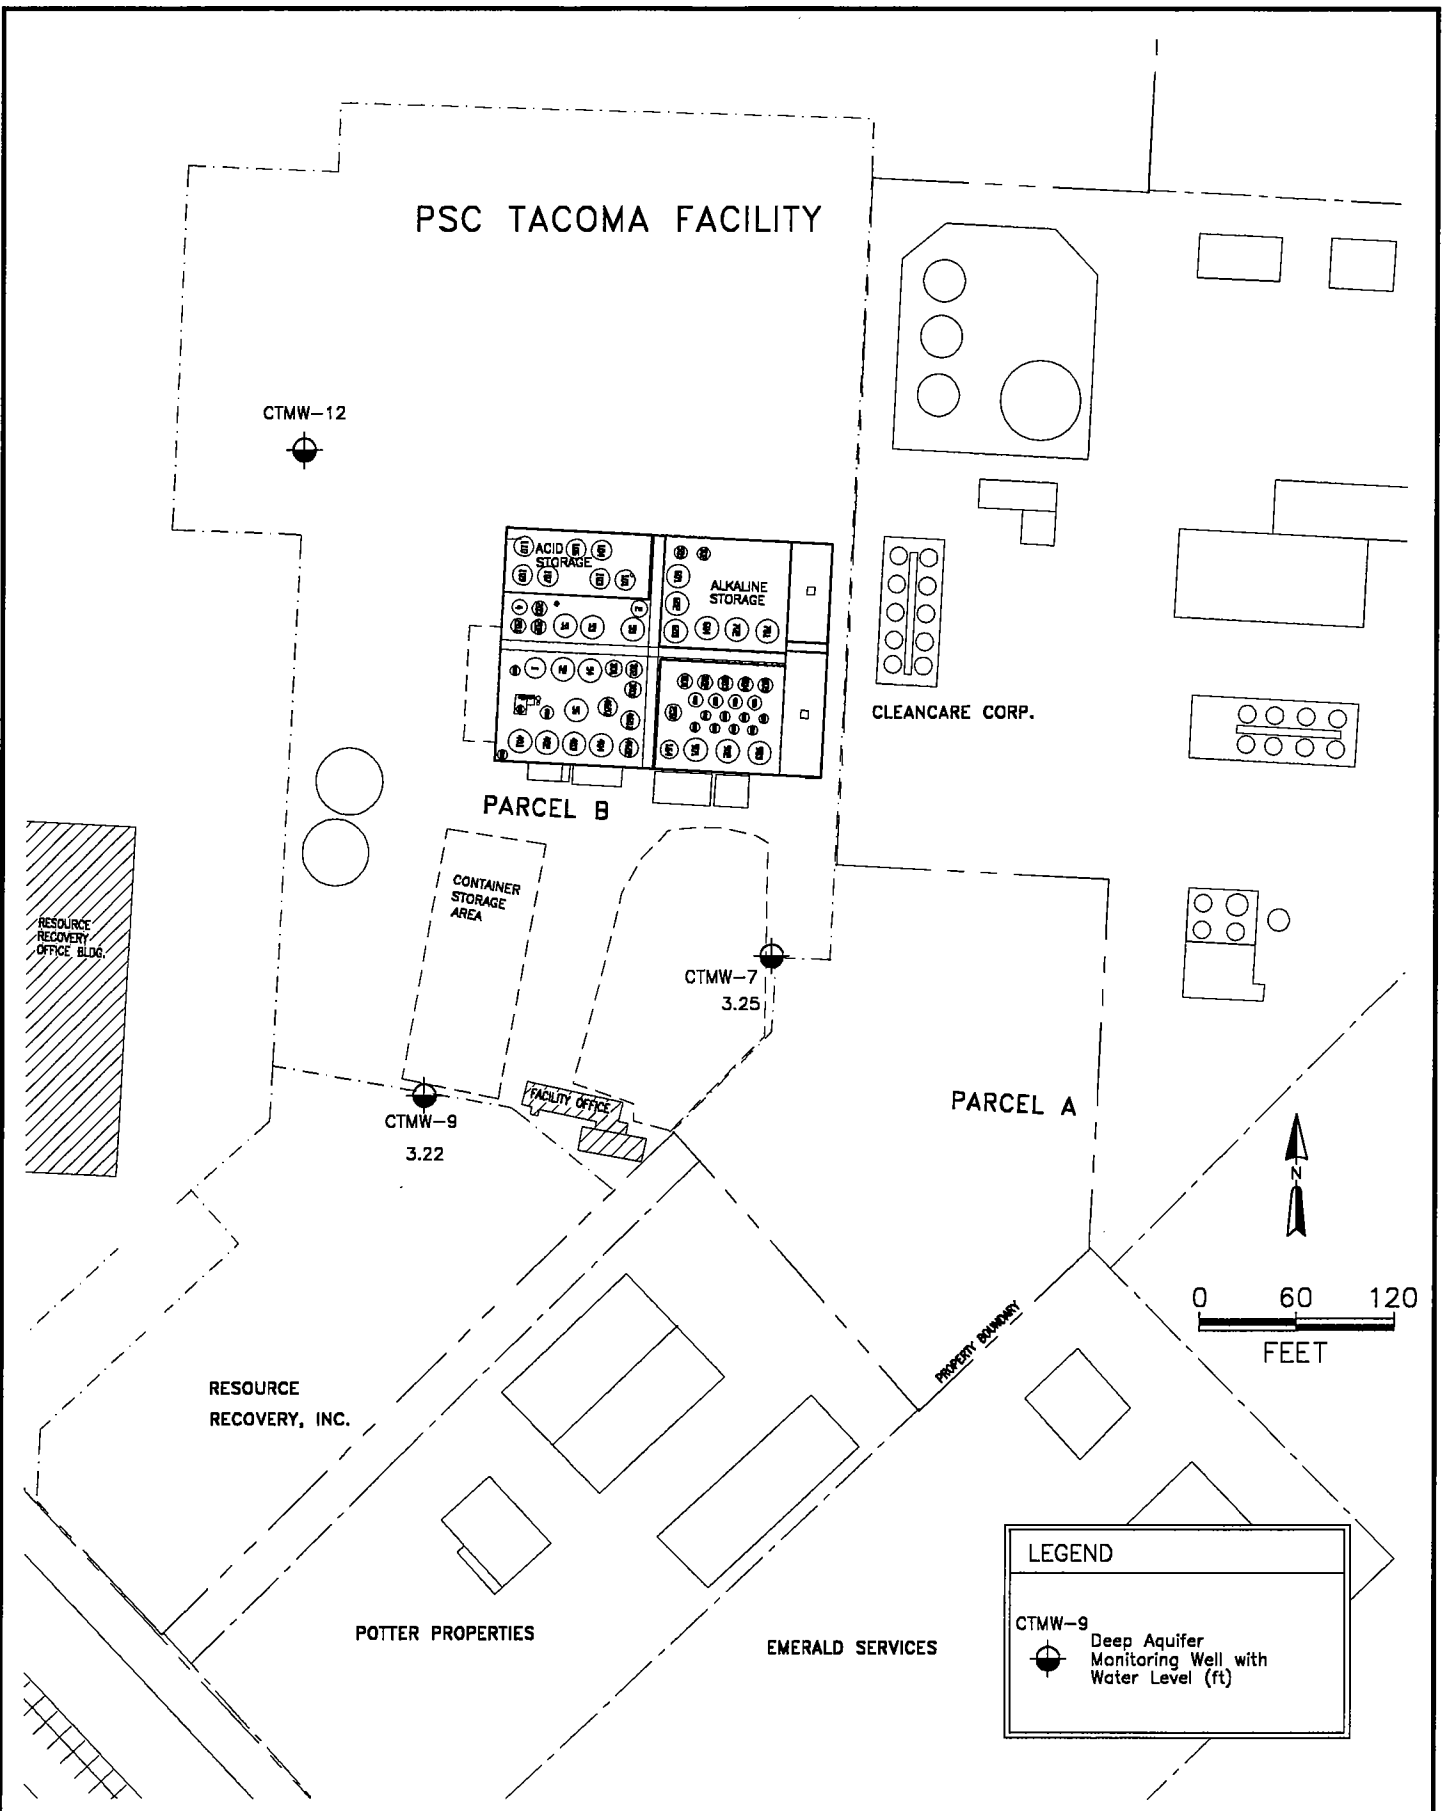 PSC TACOMA FACILITY
CTMW-12
ACID
STORAGE
ALKALINE
STORAGE
CLEANCARE CORP.
PARCEL B
CONTAINER
STORAGE
AREA
RESOURCE
RECOVERY
OFFICE BLDG.
CTMW-7
3.25
PARCEL A
FACILITY OFFICE
CTMW-9
3.22
N
0 60 120
FEET
PROPERTY BOUNDARY
RESOURCE
RECOVERY, INC.
POTTER PROPERTIES
EMERALD SERVICES
LEGEND
CTMW-9
Deep Aquifer
Monitoring Well with
Water Level (ft)